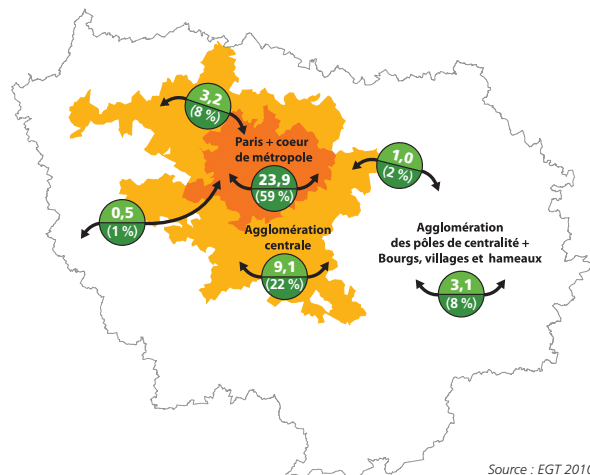 3,2
(8 %)
Paris + coeur
de métropole
23,9
(59 %)
1,0
(2 %)
0,5
(1 %)
Agglomération
centrale
9,1
(22 %)
Agglomération
des pôles de centralité +
Bourgs, villages et hameaux
3,1
(8 %)
Source : EGT 2010